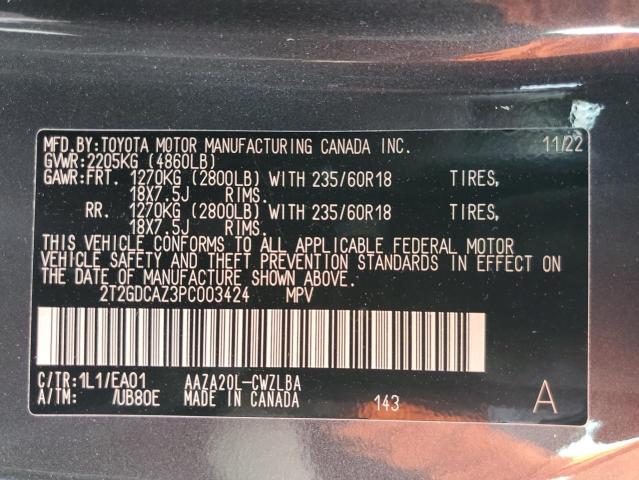 MFD.BY:TOYOTA MOTOR MANUFACTURING CANADA INC. 11/22
GVWR:2205KG (4860LB)
GAWR:FRT. 1270KG (2800LB) WITH 235/60R18 TIRES,
18X7.5J RIMS.
RR. 1270KG (2800LB) WITH 235/60R18 TIRES,
18X7.5J RIMS.
THIS VEHICLE CONFORMS TO ALL APPLICABLE FEDERAL MOTOR
VEHICLE SAFETY AND THEFT PREVENTION STANDARDS IN EFFECT ON
THE DATE OF MANUFACTURE SHOWN ABOVE.
2T2GDCAZ3PC003424 MPV
C/TR:1L1/EA01 AAZA20L-CWZLBA
A/TM: /UB80E MADE IN CANADA 143 A